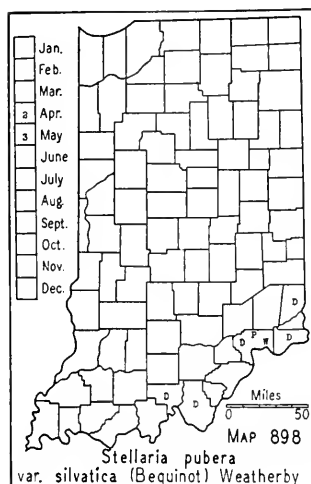 Jan.
Feb.
Mar.
2 Apr.
3 May
June
July
Aug.
Sept.
Oct.
Nov.
Dec.
D
D P W D
D D
Miles
0 50
MAP 898
Stellaria pubera
var. silvatica (Beguinot) Weatherby